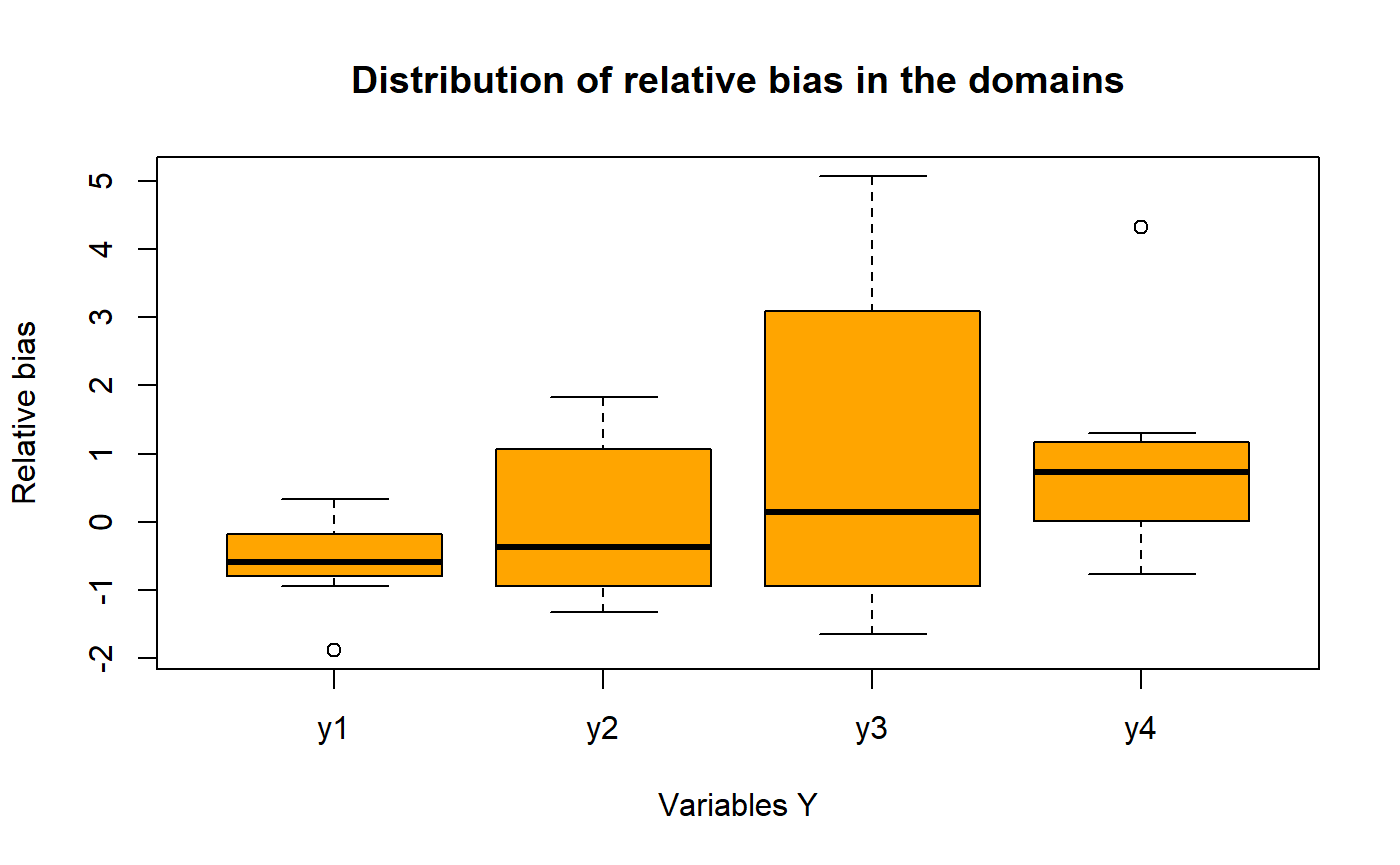 Distribution of relative bias in the domains
Relative bias
5
4
3
2
1
0
-1
-2
y1 y2 y3 y4
Variables Y